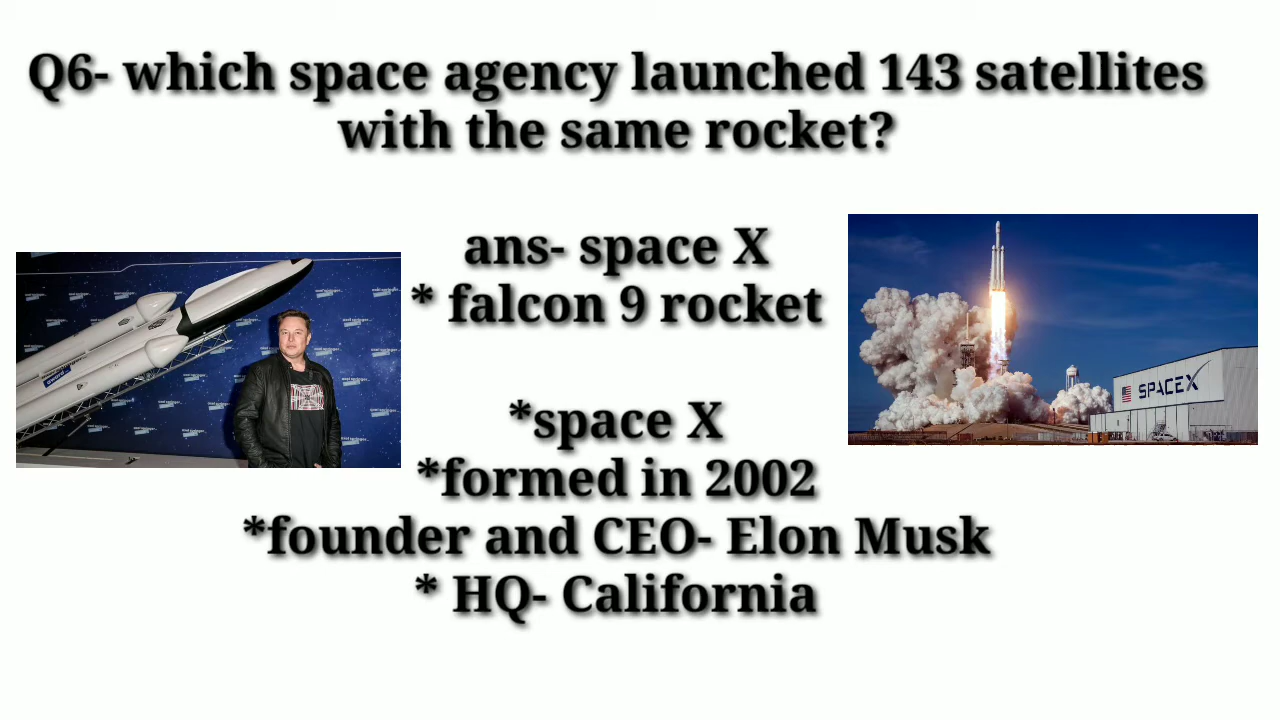 Q6- which space agency launched 143 satellites
with the same rocket?
ans- space X
* falcon 9 rocket
*space X
*formed in 2002
*founder and CEO- Elon Musk
* HQ- California
SPACEX